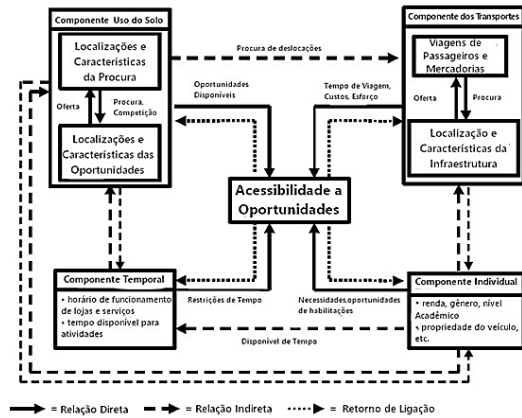 Componente Uso do Solo
Localizações e
Características
da Procura
Oferta
Procura,
Competição
Localizações e
Características das
Oportunidades
Procura de deslocações
Componente dos Transportes
Viagens de
Passageiros e
Mercadorias
Oferta
Procura
Localização e
Características da
Infraestrutura
Oportunidades
Disponíveis
Tempo de Viagem,
Custos, Esforço
Acessibilidade a
Oportunidades
Componente Temporal
• horário de funcionamento
de lojas e serviços
• tempo disponível para
atividades
Restrições de Tempo
Necessidades,oportunidades
de habilitações
Disponível de Tempo
Componente Individual
• renda, gênero, nível
Acadêmico
• propriedade do veículo,
etc.
= Relação Direta
= Relação Indireta
= Retorno de Ligação